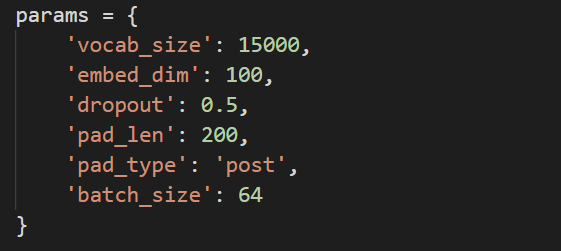 params = {
    'vocab_size': 15000,
    'embed_dim': 100,
    'dropout': 0.5,
    'pad_len': 200,
    'pad_type': 'post',
    'batch_size': 64
}